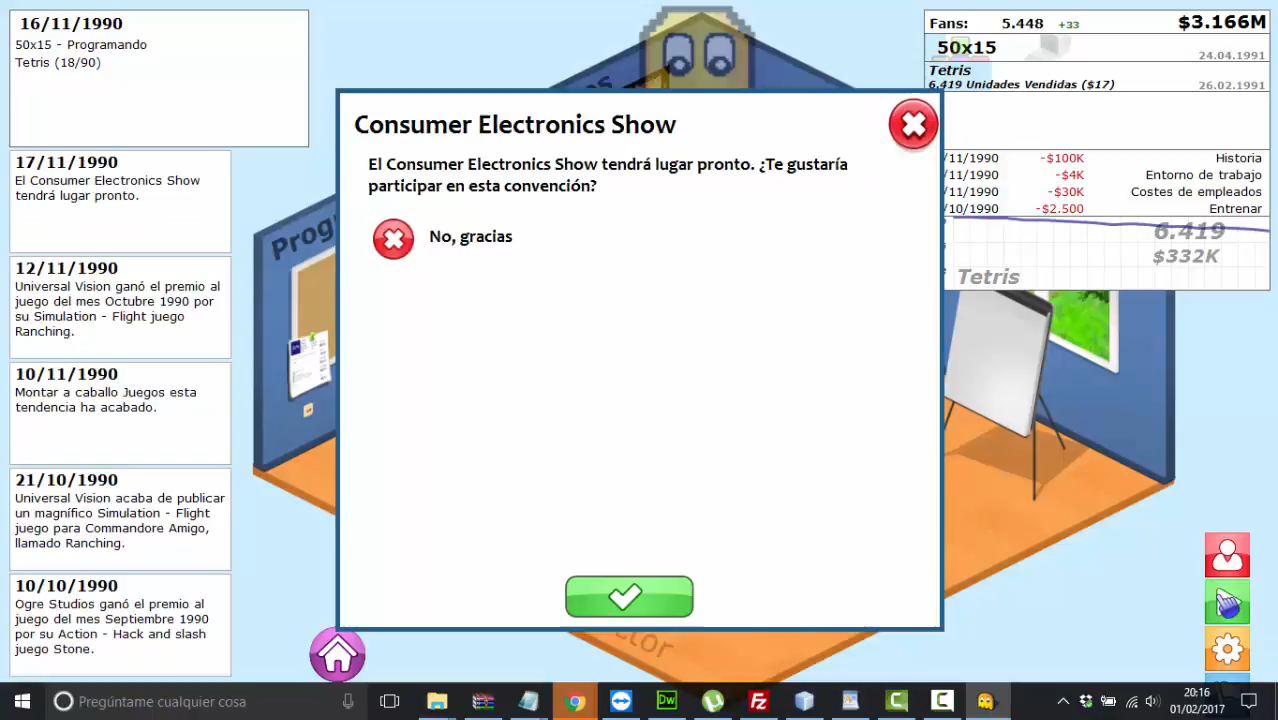 16/11/1990
50x15 - Programando
Tetris (18/90)
17/11/1990
El Consumer Electronics Show
tendrá lugar pronto.
12/11/1990
Universal Vision ganó el premio al
juego del mes Octubre 1990 por
su Simulation - Flight juego
Ranching.
10/11/1990
Montar a caballo Juegos esta
tendencia ha acabado.
21/10/1990
Universal Vision acaba de publicar
un magnífico Simulation - Flight
juego para Commandore Amigo,
llamado Ranching.
10/10/1990
Ogre Studios ganó el premio al
juego del mes Septiembre 1990
por su Action - Hack and slash
juego Stone.
Consumer Electronics Show
El Consumer Electronics Show tendrá lugar pronto. ¿Te gustaría
participar en esta convención?
No, gracias
Fans: 5.448 +33 $3.166M
50x15 24.04.1991
Tetris
6.419 Unidades Vendidas ($17) 26.02.1991
/11/1990 -$100K Historia
/11/1990 -$4K Entorno de trabajo
/11/1990 -$30K Costes de empleados
/10/1990 -$2.500 Entrenar
6.419
$332K
Tetris
Prog
ctor
Pregúntame cualquier cosa
Dw
20:16
01/02/2017